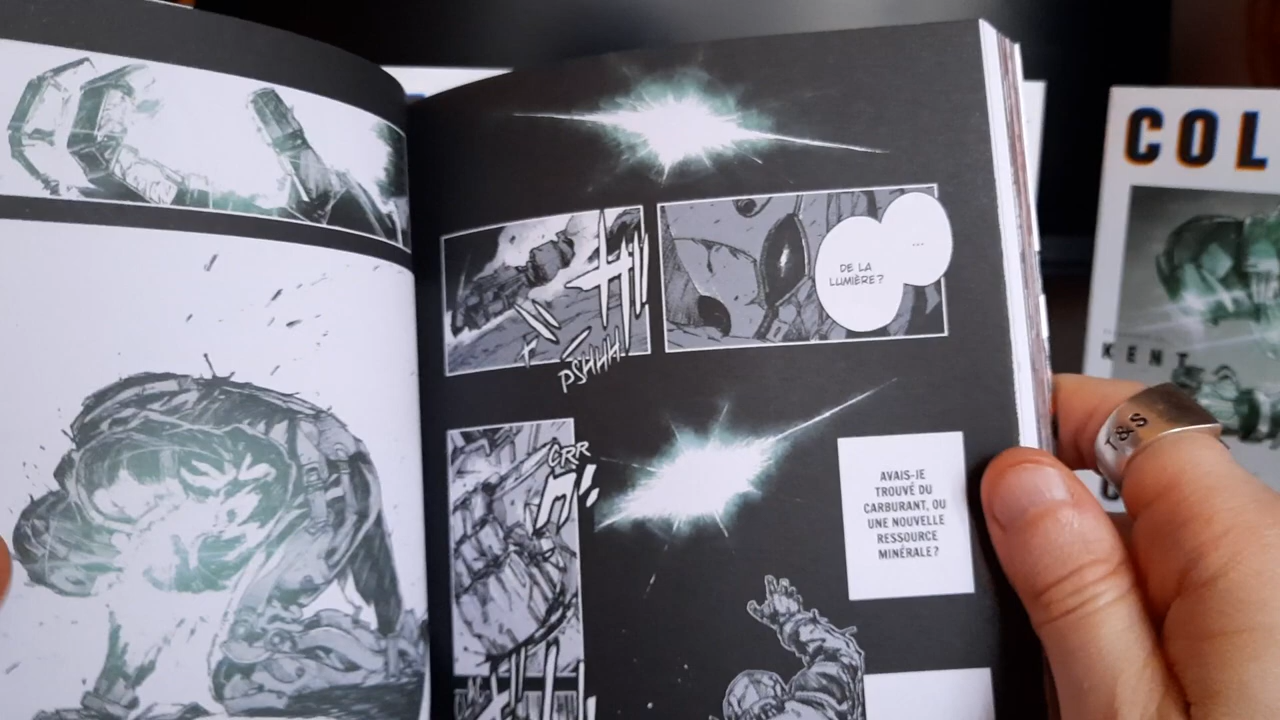 DE LA
LUMIÈRE?
...
PSHHH
CRR
AVAIS-JE
TROUVÉ DU
CARBURANT, OU
UNE NOUVELLE
RESSOURCE
MINÉRALE?
COL
KENT
T&S